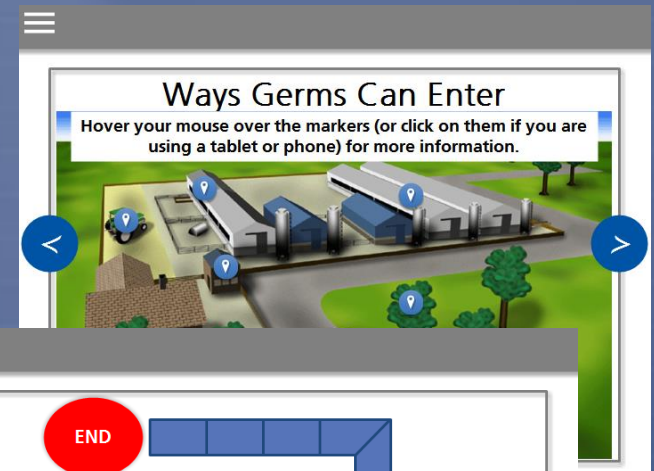 Ways Germs Can Enter
Hover your mouse over the markers (or click on them if you are
using a tablet or phone) for more information.
<
>
END